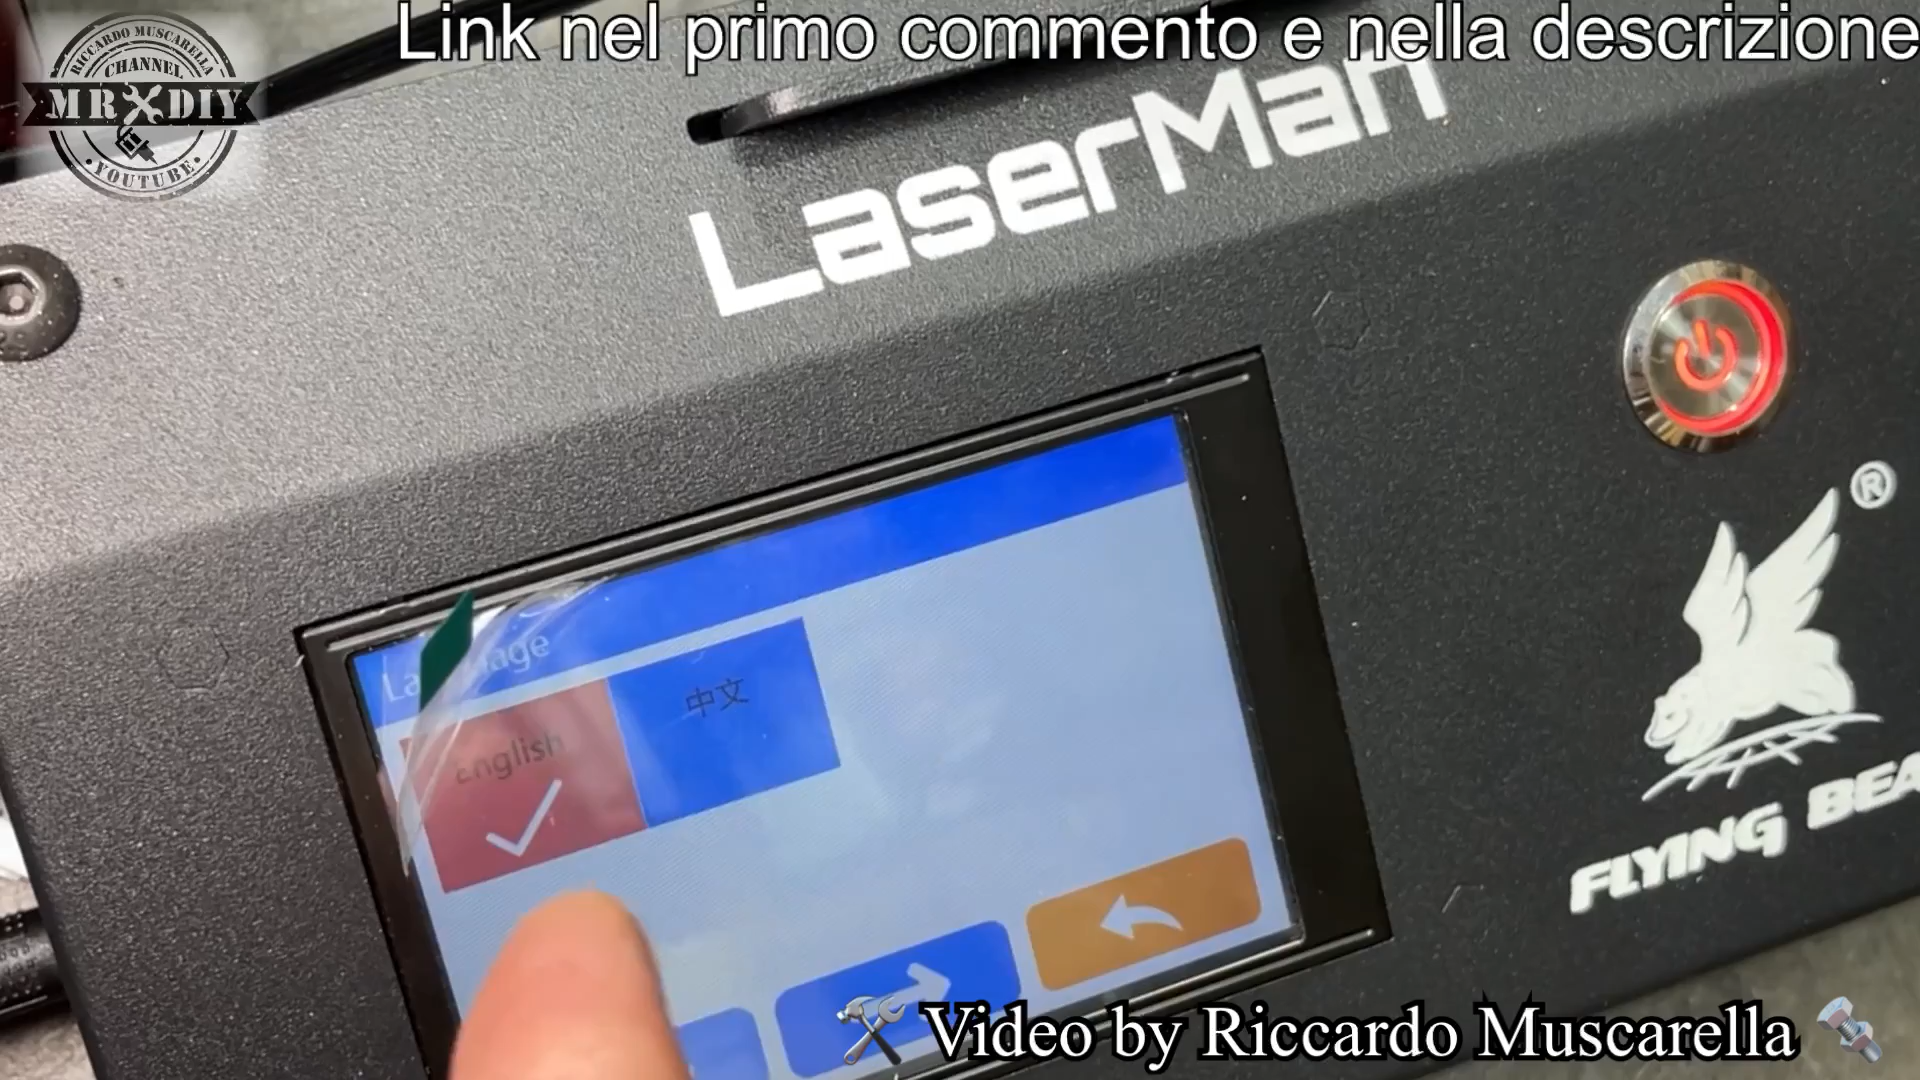 Link nel primo commento e nella descrizione
RICCARDO MUSCARELLA
CHANNEL
MR DIY
YOUTUBE
LaserMan
Language
English
中文
®
FLYING BEA
Video by Riccardo Muscarella